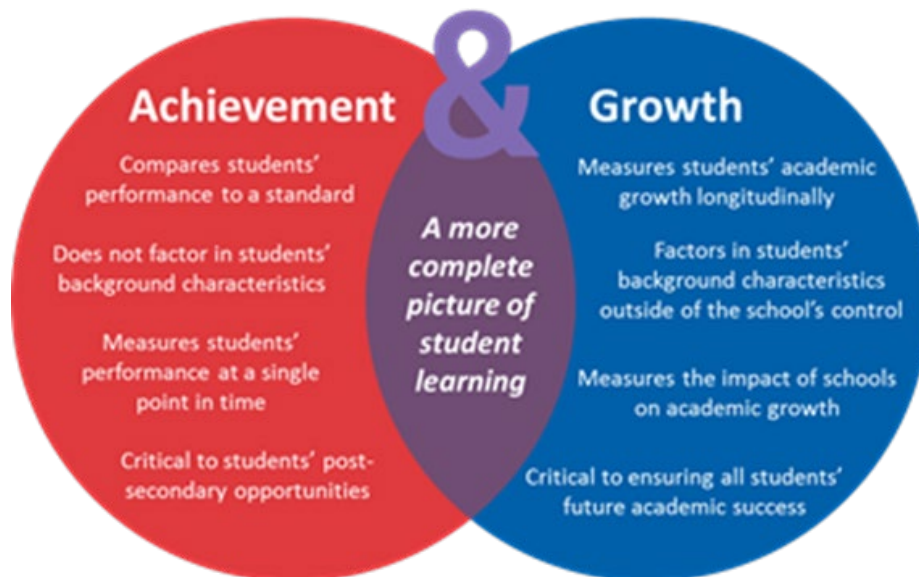 &
Achievement
Compares students'
performance to a standard
Does not factor in students'
background characteristics
Measures students'
performance at a single
point in time
Critical to students' post-
secondary opportunities
A more
complete
picture of
student
learning
Growth
Measures students' academic
growth longitudinally
Factors in students'
background characteristics
outside of the school's control
Measures the impact of schools
on academic growth
Critical to ensuring all students'
future academic success